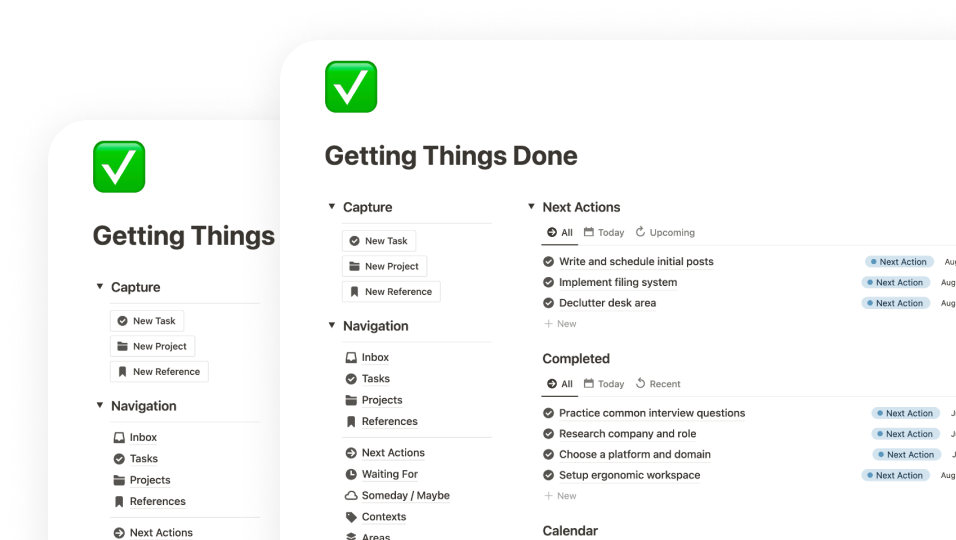 Getting Things
Capture
New Task
New Project
New Reference
Navigation
Inbox
Tasks
Projects
References
Next Actions
Getting Things Done
Capture
New Task
New Project
New Reference
Navigation
Inbox
Tasks
Projects
References
Next Actions
Waiting For
Someday / Maybe
Contexts
Areas
Next Actions
All Today Upcoming
Write and schedule initial posts Next Action Aug
Implement filing system Next Action Aug
Declutter desk area Next Action Aug
New
Completed
All Today Recent
Practice common interview questions Next Action
Research company and role Next Action
Choose a platform and domain Next Action
Setup ergonomic workspace Next Action Aug
New
Calendar